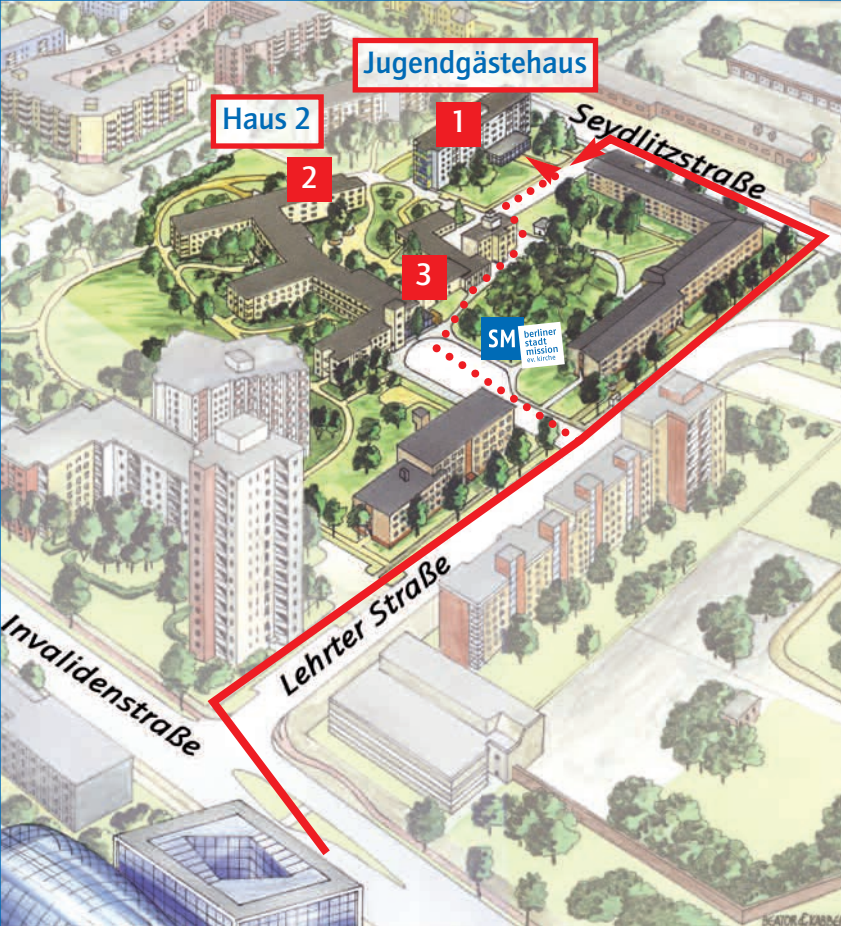 Jugendgästehaus
1
Haus 2
2
Seydlitzstraße
3
SM
berliner
stadt
mission
ev. kirche
Lehrter Straße
Invalidenstraße